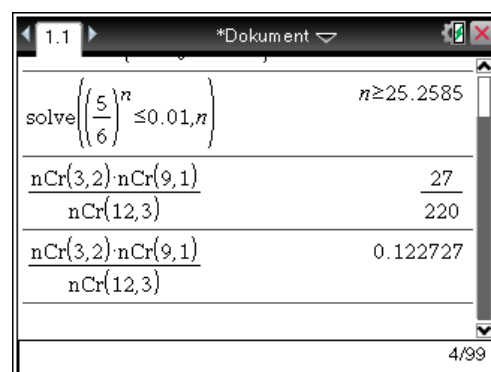 1.1 *Dokument
solve((5/6)^n≤0.01,n) n≥25.2585
nCr(3,2)·nCr(9,1)/nCr(12,3) 27/220
nCr(3,2)·nCr(9,1)/nCr(12,3) 0.122727
4/99